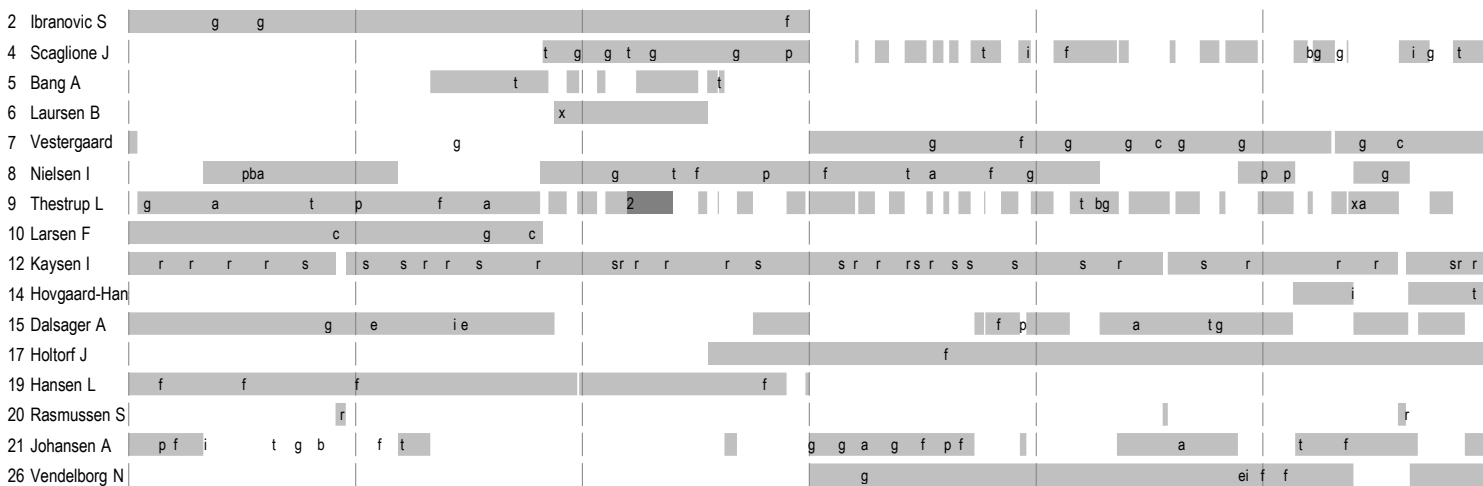 2 Ibranovic S g g f
4 Scaglione J t g g t g g p t i f bg g i g t
5 Bang A t t
6 Laursen B x
7 Vestergaard g g f g g c g g g c
8 Nielsen I pba g t f p f t a f g p p g
9 Thestrup L g a t p f a 2 t bg xa
10 Larsen F c g c
12 Kaysen I r r r r s s s r r s r sr r r r s s r r rs r s s s s r s r r r sr r
14 Hovgaard-Han i t
15 Dalsager A g e i e f p a t g
17 Holtorf J f
19 Hansen L f f f f
20 Rasmussen S r r
21 Johansen A p f i t g b f t g g a g f p f a t f
26 Vendelborg N g ei f f